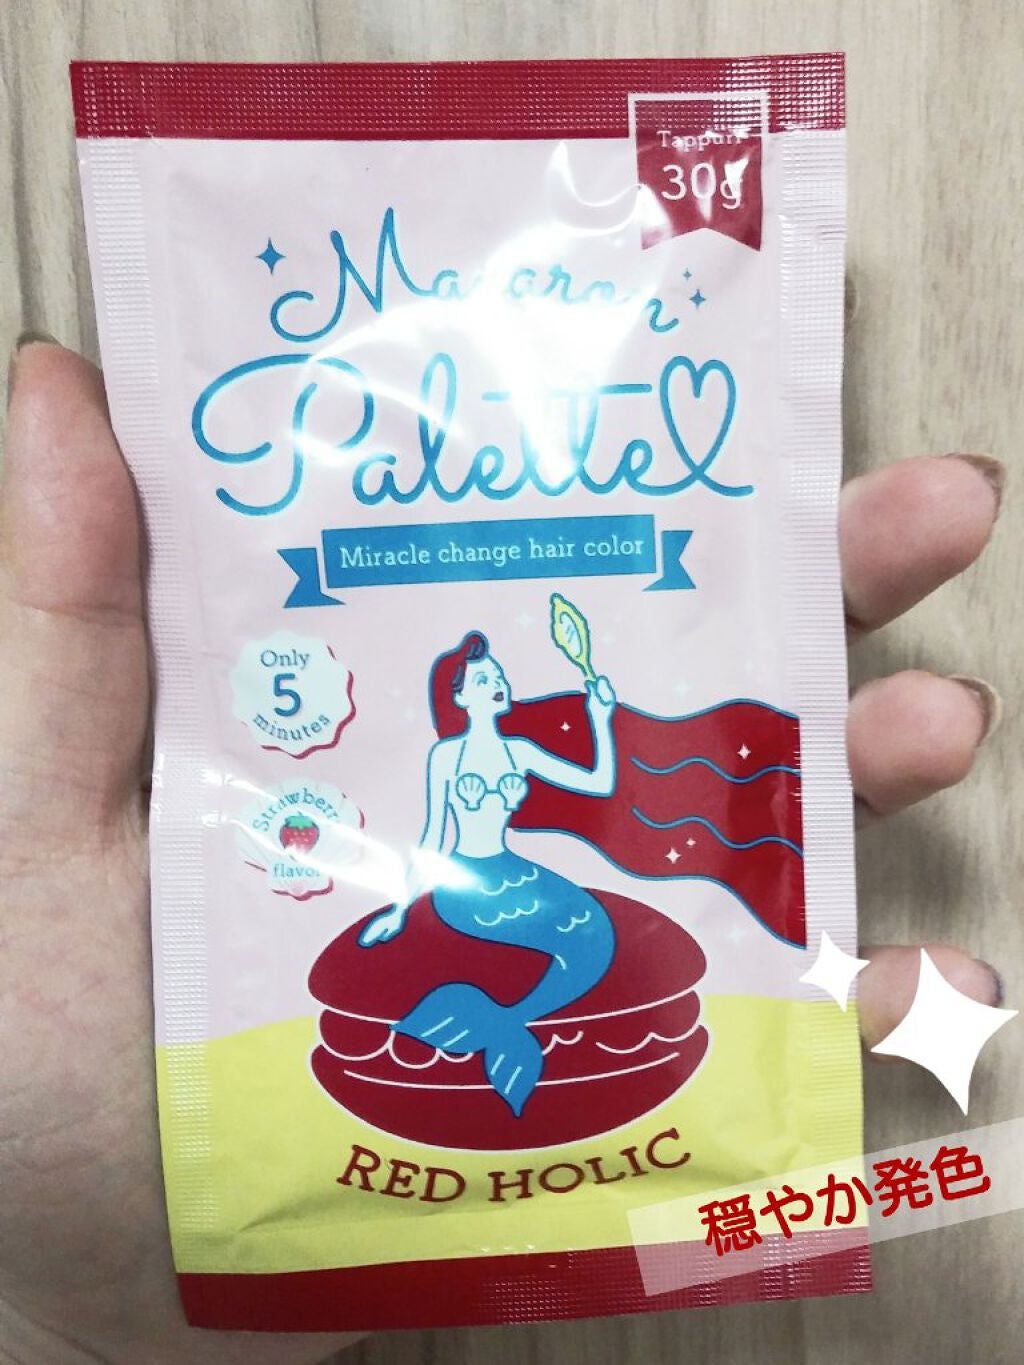 Tappuri
30g
Macaron
Palette
Miracle change hair color
Only
5
minutes
Strawberry
flavor
RED HOLIC
穏やか発色